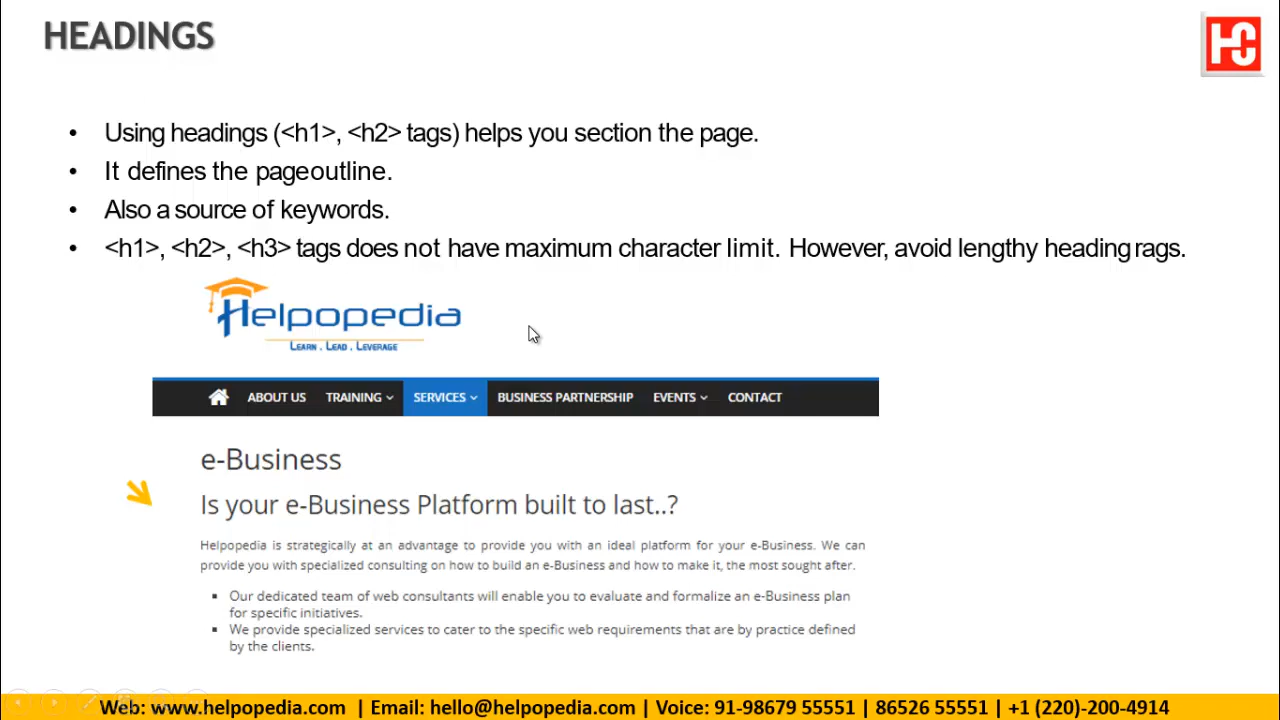 HEADINGS
HC
• Using headings (<h1>, <h2> tags) helps you section the page.
• It defines the pageoutline.
• Also a source of keywords.
• <h1>, <h2>, <h3> tags does not have maximum character limit. However, avoid lengthy heading rags.
Helpopedia
LEARN . LEAD . LEVERAGE
ABOUT US TRAINING SERVICES BUSINESS PARTNERSHIP EVENTS CONTACT
e-Business
Is your e-Business Platform built to last..?
Helpopedia is strategically at an advantage to provide you with an ideal platform for your e-Business. We can
provide you with specialized consulting on how to build an e-Business and how to make it, the most sought after.
▪ Our dedicated team of web consultants will enable you to evaluate and formalize an e-Business plan
for specific initiatives.
▪ We provide specialized services to cater to the specific web requirements that are by practice defined
by the clients.
Web: www.helpopedia.com | Email: hello@helpopedia.com | Voice: 91-98679 55551 | 86526 55551 | +1 (220)-200-4914